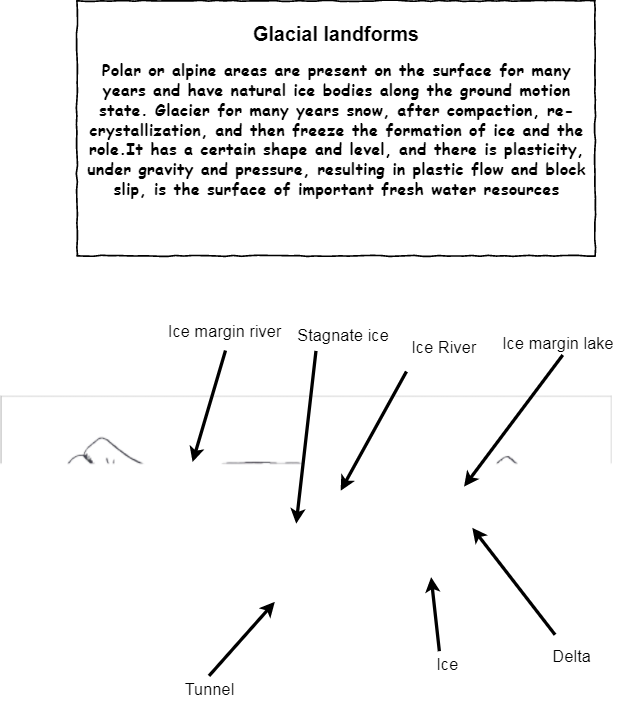 Glacial landforms
Polar or alpine areas are present on the surface for many
years and have natural ice bodies along the ground motion
state. Glacier for many years snow, after compaction, re-
crystallization, and then freeze the formation of ice and the
role.It has a certain shape and level, and there is plasticity,
under gravity and pressure, resulting in plastic flow and block
slip, is the surface of important fresh water resources
Ice margin river
Stagnate ice
Ice River
Ice margin lake
Tunnel
Ice
Delta